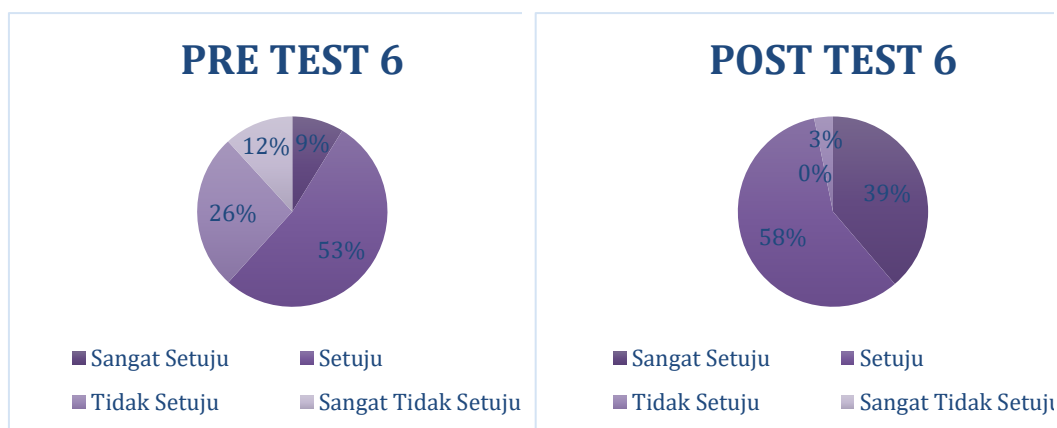 PRE TEST 6
12%
9%
26%
53%
Sangat Setuju
Setuju
Tidak Setuju
Sangat Tidak Setuju
POST TEST 6
3%
0%
39%
58%
Sangat Setuju
Setuju
Tidak Setuju
Sangat Tidak Setuju